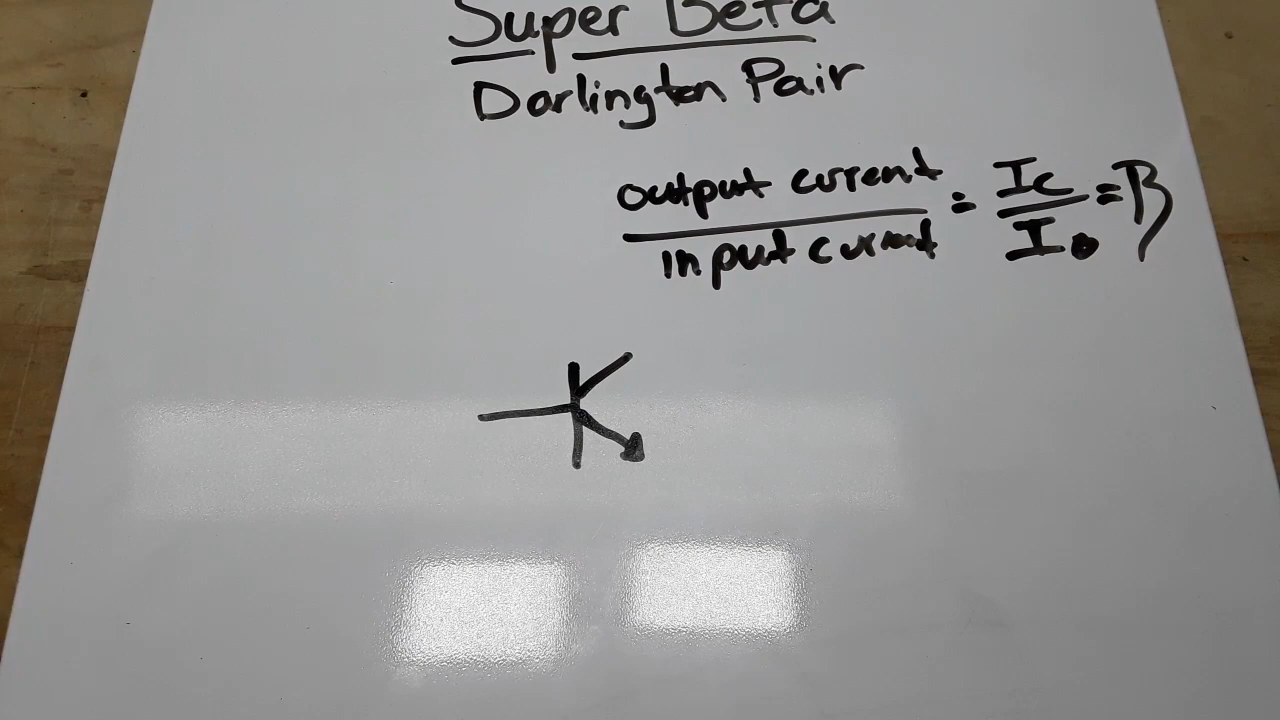 Super Beta
Darlington Pair
output current / input current = Ic / Ib = β